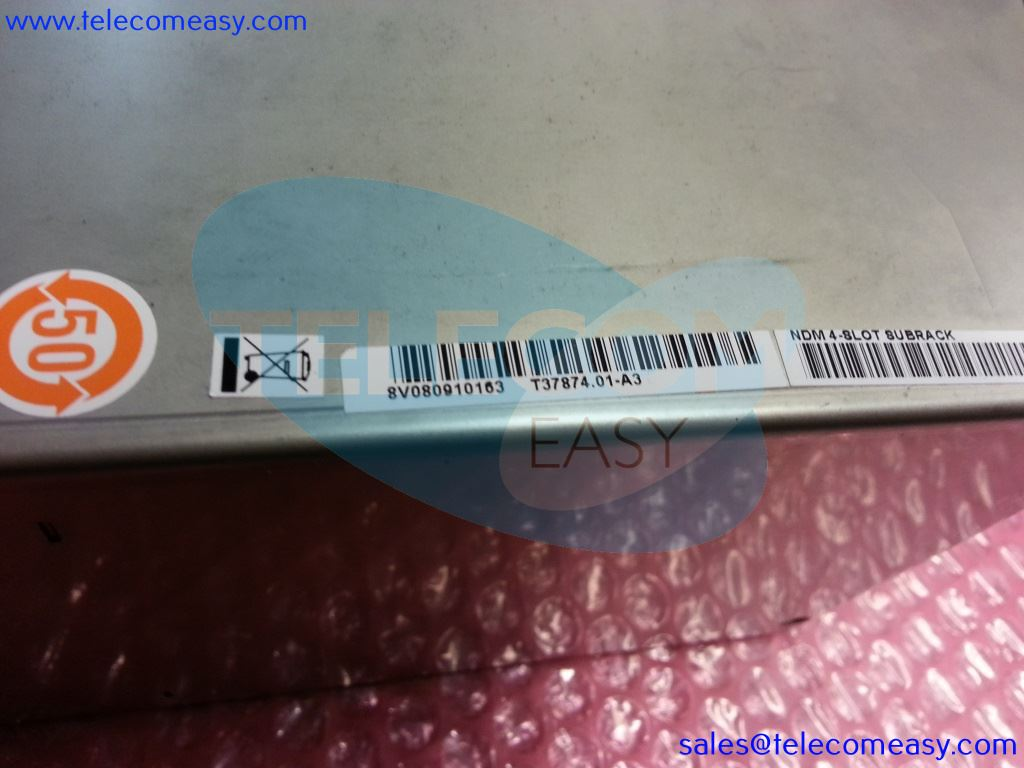 www.telecomeasy.com
TELECOM
EASY
50
8V080910163 T37874.01-A3
NDM 4-SLOT SUBRACK
sales@telecomeasy.com